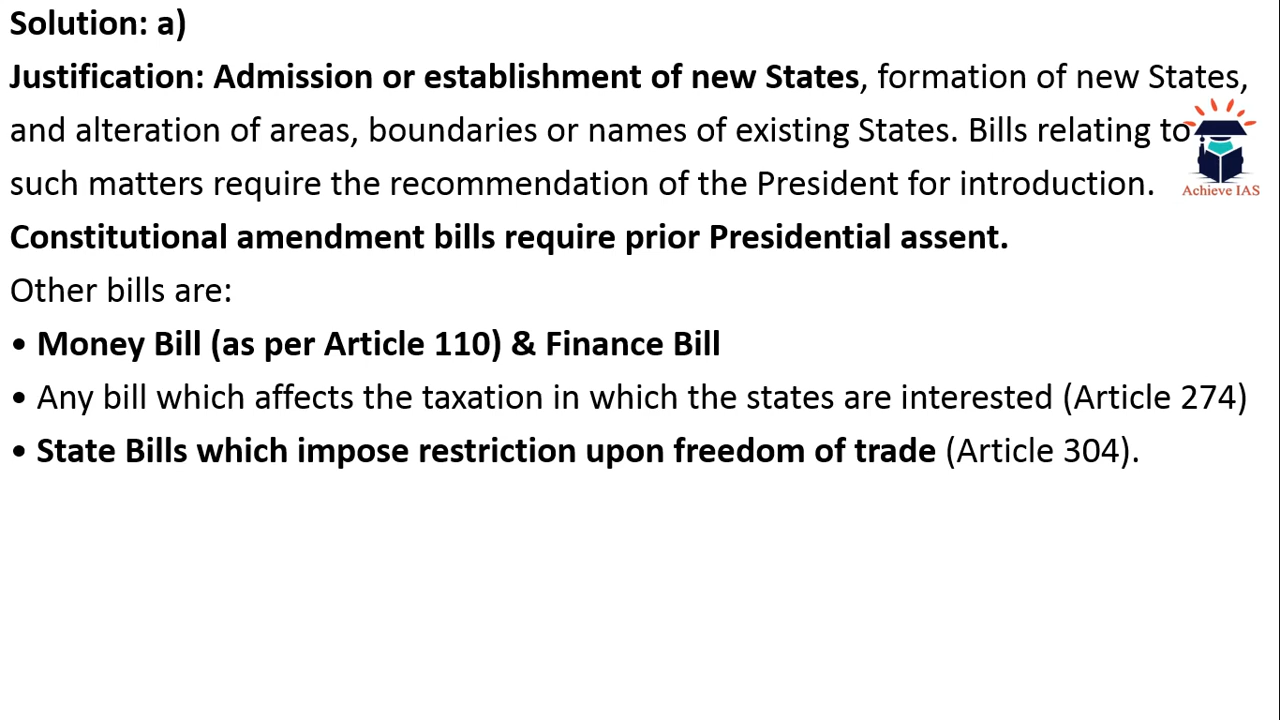 Solution: a)
Justification: Admission or establishment of new States, formation of new States,
and alteration of areas, boundaries or names of existing States. Bills relating to
such matters require the recommendation of the President for introduction.
Achieve IAS
Constitutional amendment bills require prior Presidential assent.
Other bills are:
• Money Bill (as per Article 110) & Finance Bill
• Any bill which affects the taxation in which the states are interested (Article 274)
• State Bills which impose restriction upon freedom of trade (Article 304).